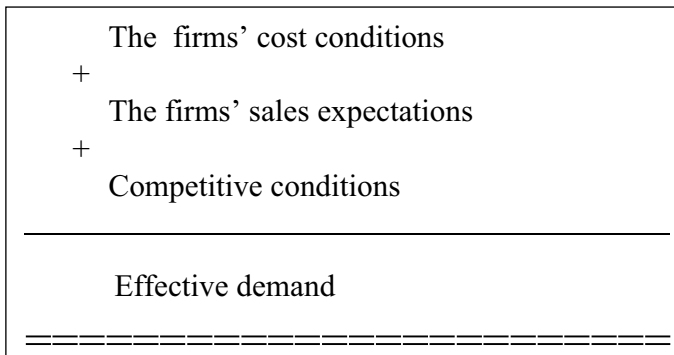 The firms’ cost conditions
+
The firms’ sales expectations
+
Competitive conditions
Effective demand